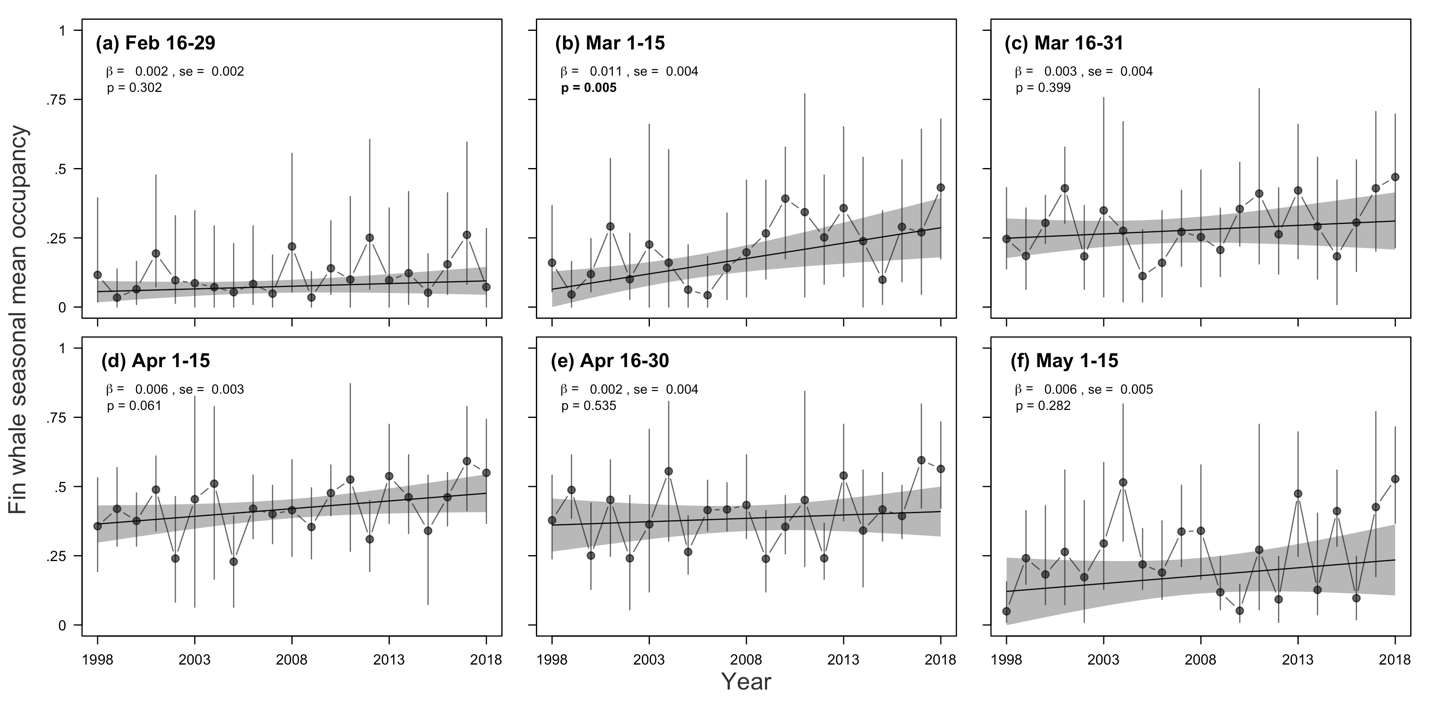 Fin whale seasonal mean occupancy
1
.75
.5
.25
0
(a) Feb 16-29
β = 0.002 , se = 0.002
p = 0.302
(b) Mar 1-15
β = 0.011 , se = 0.004
p = 0.005
(c) Mar 16-31
β = 0.003 , se = 0.004
p = 0.399
1
.75
.5
.25
0
(d) Apr 1-15
β = 0.006 , se = 0.003
p = 0.061
(e) Apr 16-30
β = 0.002 , se = 0.004
p = 0.535
(f) May 1-15
β = 0.006 , se = 0.005
p = 0.282
1998 2003 2008 2013 2018
1998 2003 2008 2013 2018
1998 2003 2008 2013 2018
Year